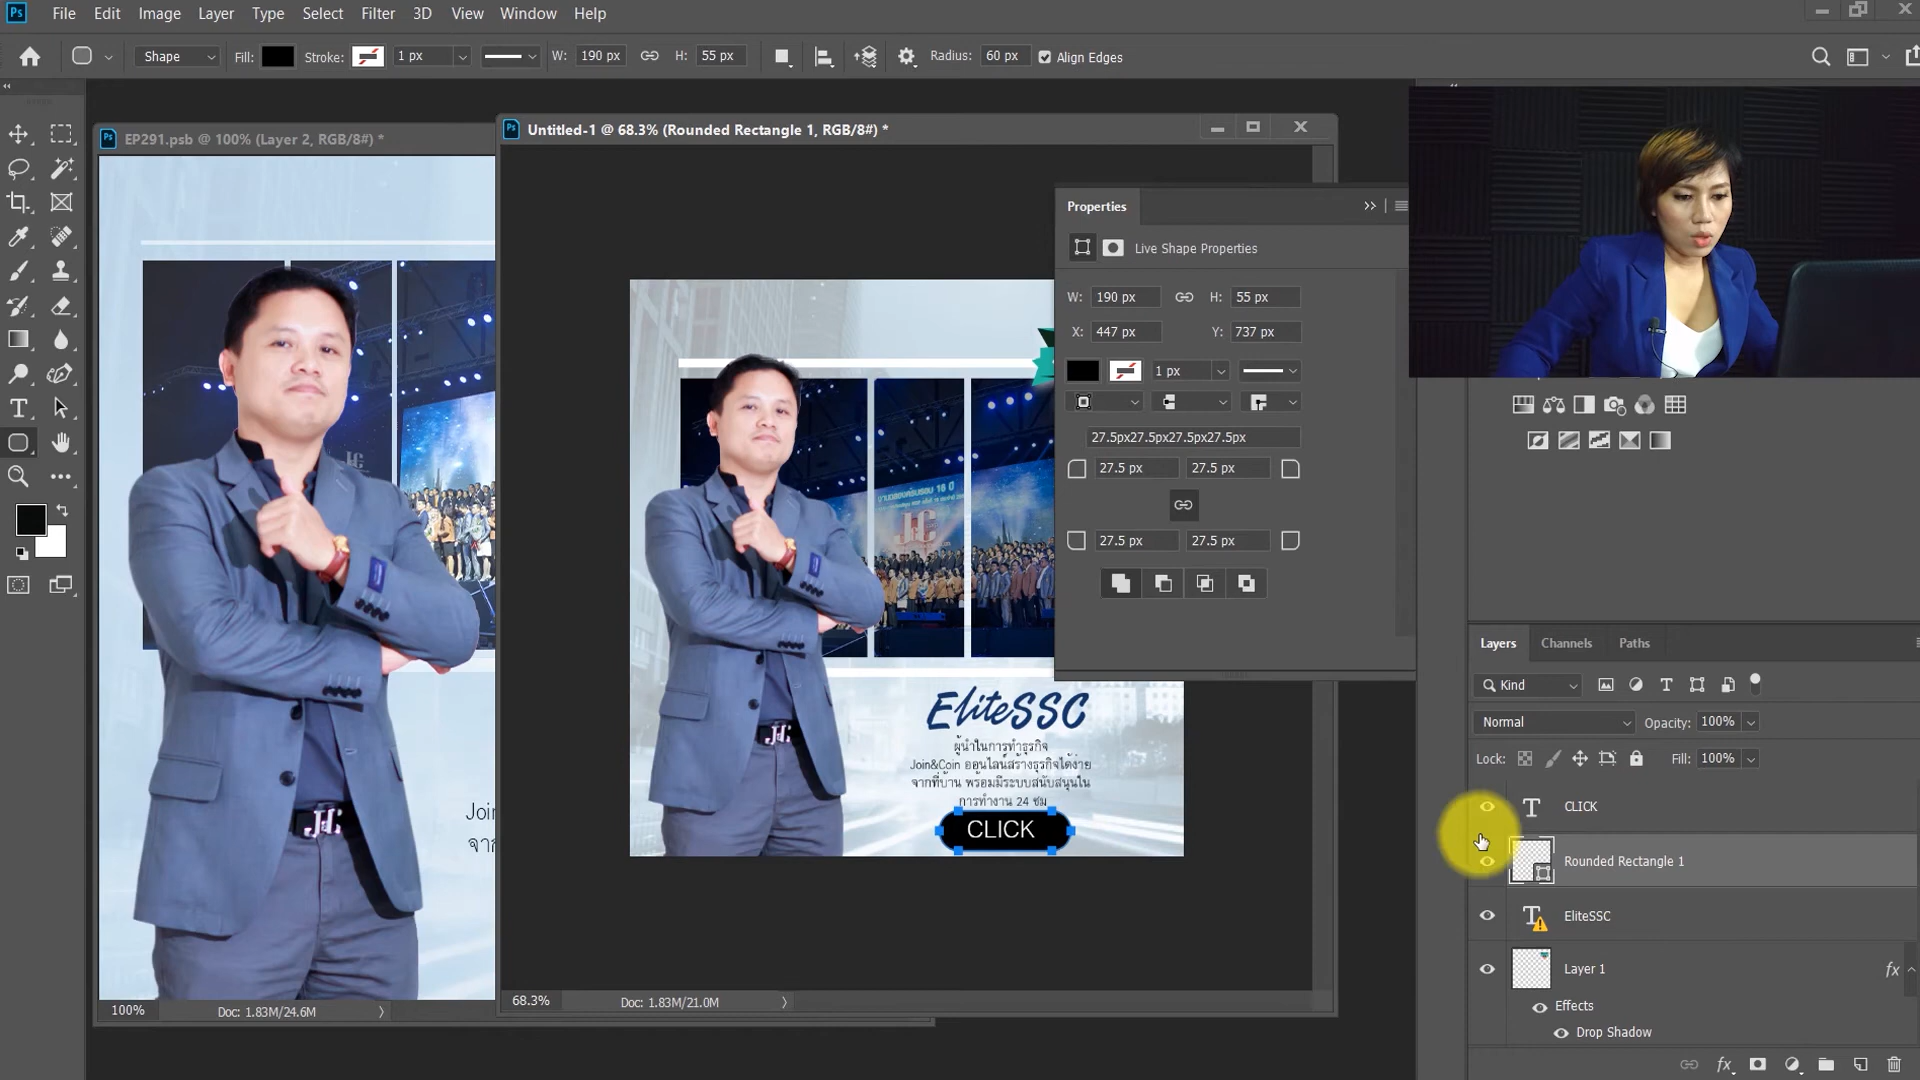 Ps File Edit Image Layer Type Select Filter 3D View Window Help
Shape Fill: Stroke: 1 px W: 190 px H: 55 px Radius: 60 px Align Edges
EP291.psb @ 100% (Layer 2, RGB/8#) *
Untitled-1 @ 68.3% (Rounded Rectangle 1, RGB/8#) *
Properties
Live Shape Properties
W: 190 px H: 55 px
X: 447 px Y: 737 px
1 px
27.5px27.5px27.5px27.5px
27.5 px 27.5 px
27.5 px 27.5 px
JC
EliteSSC
ผู้นำในการทำธุรกิจ
Join&Coin ออนไลน์สร้างธุรกิจได้ง่าย
จากที่บ้าน พร้อมมีระบบสนับสนุนใน
การทำงาน 24 ชม
CLICK
Join
จาก
68.3% Doc: 1.83M/21.0M
100% Doc: 1.83M/24.6M
Layers Channels Paths
Kind
Normal Opacity: 100%
Lock: Fill: 100%
CLICK
Rounded Rectangle 1
EliteSSC
Layer 1 fx
Effects
Drop Shadow
fx